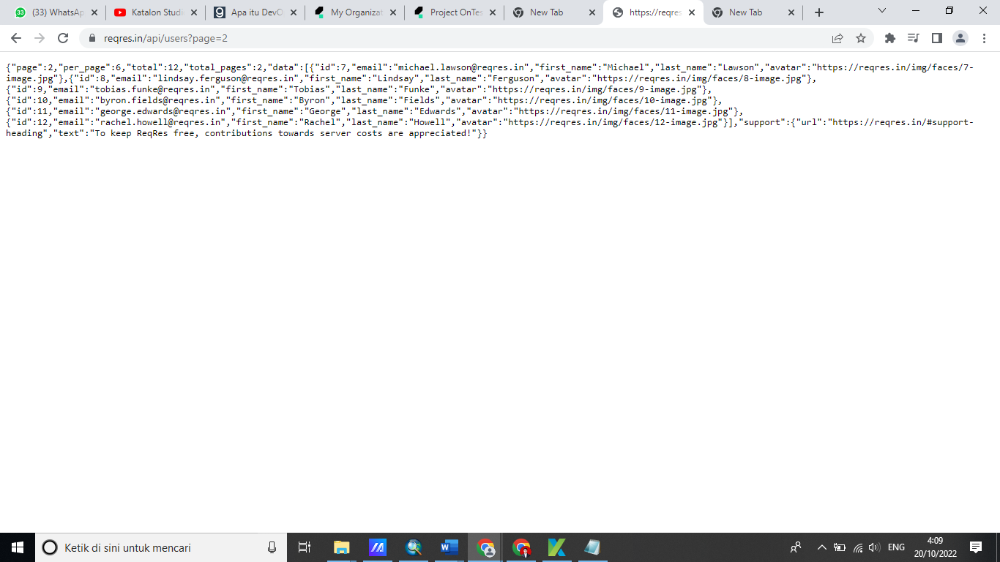 (33) WhatsAp
Katalon Studi
Apa itu DevO
My Organizat
Project OnTes
New Tab
https://reqres
New Tab
reqres.in/api/users?page=2
{"page":2,"per_page":6,"total":12,"total_pages":2,"data":[{"id":7,"email":"michael.lawson@reqres.in","first_name":"Michael","last_name":"Lawson","avatar":"https://reqres.in/img/faces/7-
image.jpg"},{"id":8,"email":"lindsay.ferguson@reqres.in","first_name":"Lindsay","last_name":"Ferguson","avatar":"https://reqres.in/img/faces/8-image.jpg"},
{"id":9,"email":"tobias.funke@reqres.in","first_name":"Tobias","last_name":"Funke","avatar":"https://reqres.in/img/faces/9-image.jpg"},
{"id":10,"email":"byron.fields@reqres.in","first_name":"Byron","last_name":"Fields","avatar":"https://reqres.in/img/faces/10-image.jpg"},
{"id":11,"email":"george.edwards@reqres.in","first_name":"George","last_name":"Edwards","avatar":"https://reqres.in/img/faces/11-image.jpg"},
{"id":12,"email":"rachel.howell@reqres.in","first_name":"Rachel","last_name":"Howell","avatar":"https://reqres.in/img/faces/12-image.jpg"}],"support":{"url":"https://reqres.in/#support-
heading","text":"To keep ReqRes free, contributions towards server costs are appreciated!"}}
Ketik di sini untuk mencari
ENG
4:09
20/10/2022